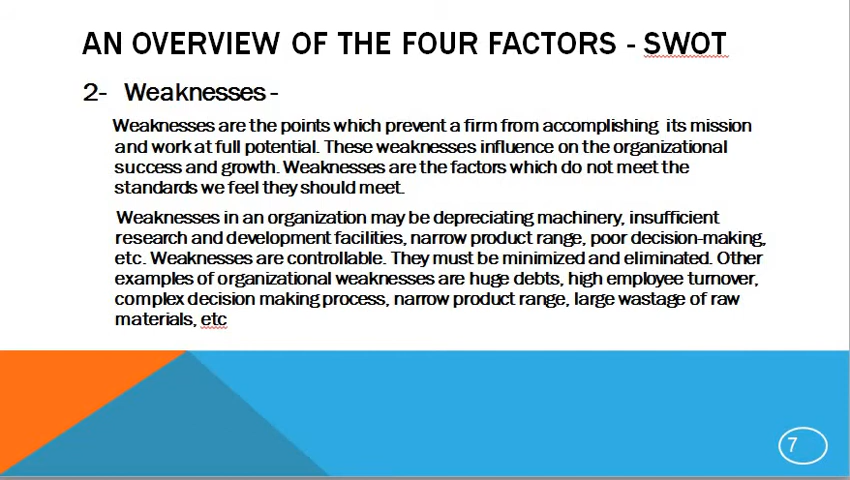 AN OVERVIEW OF THE FOUR FACTORS - SWOT
2- Weaknesses -
Weaknesses are the points which prevent a firm from accomplishing its mission
and work at full potential. These weaknesses influence on the organizational
success and growth. Weaknesses are the factors which do not meet the
standards we feel they should meet.
Weaknesses in an organization may be depreciating machinery, insufficient
research and development facilities, narrow product range, poor decision-making,
etc. Weaknesses are controllable. They must be minimized and eliminated. Other
examples of organizational weaknesses are huge debts, high employee turnover,
complex decision making process, narrow product range, large wastage of raw
materials, etc
7